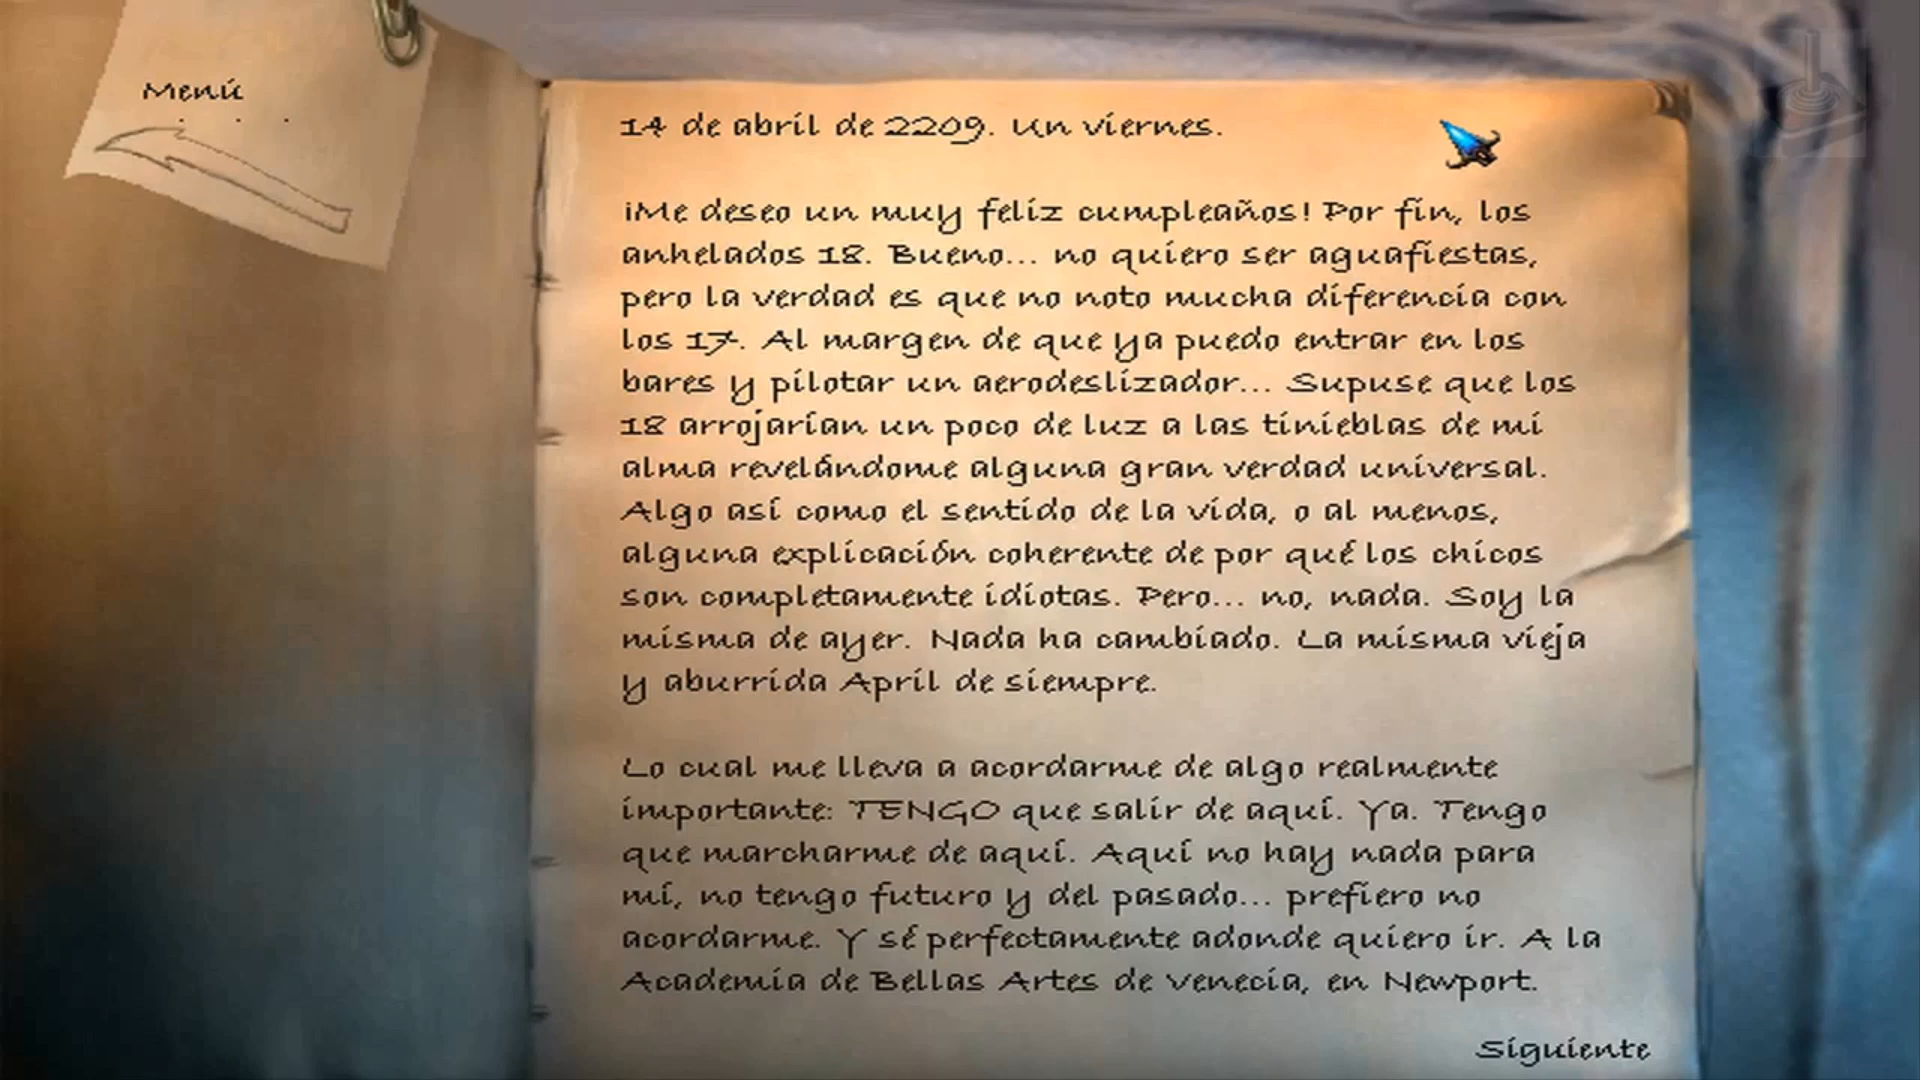 Menú
14 de abril de 2209. Un viernes.
¡Me deseo un muy feliz cumpleaños! Por fin, los
anhelados 18. Bueno... no quiero ser aguafiestas,
pero la verdad es que no noto mucha diferencia con
los 17. Al margen de que ya puedo entrar en los
bares y pilotar un aerodeslizador... Supuse que los
18 arrojarían un poco de luz a las tinieblas de mi
alma revelándome alguna gran verdad universal.
Algo así como el sentido de la vida, o al menos,
alguna explicación coherente de por qué los chicos
son completamente idiotas. Pero... no, nada. Soy la
misma de ayer. Nada ha cambiado. La misma vieja
y aburrida April de siempre.
Lo cual me lleva a acordarme de algo realmente
importante: TENGO que salir de aquí. Ya. Tengo
que marcharme de aquí. Aquí no hay nada para
mí, no tengo futuro y del pasado... prefiero no
acordarme. Y sé perfectamente adonde quiero ir. A la
Academia de Bellas Artes de Venecia, en Newport.
Siguiente